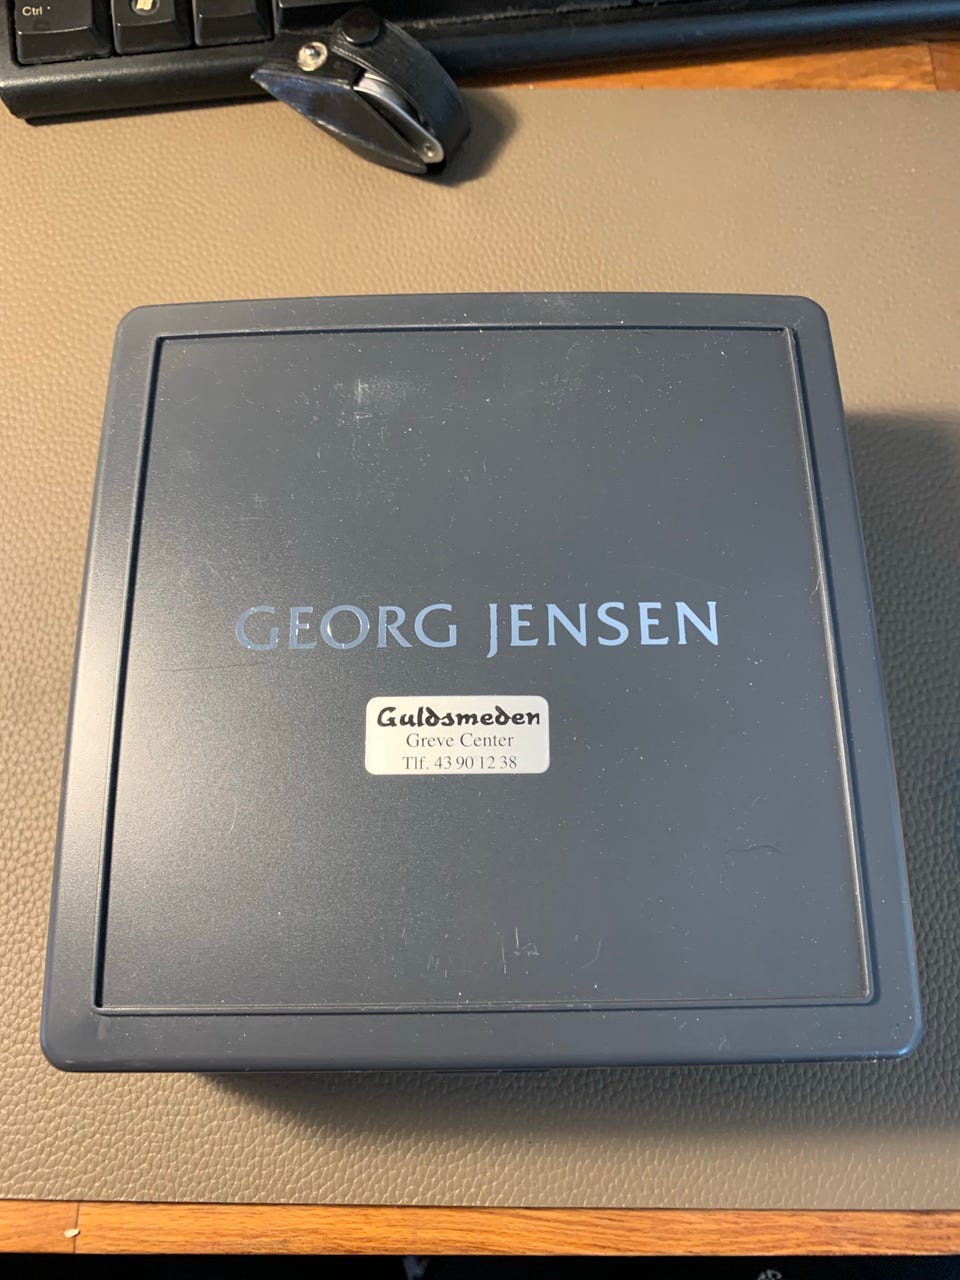 Ctrl
GEORG JENSEN
Guldsmeden
Greve Center
Tlf. 43 90 12 38